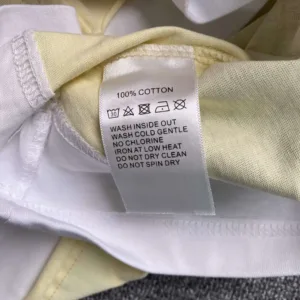 100% COTTON
WASH INSIDE OUT
WASH COLD GENTLE
NO CHLORINE
IRON AT LOW HEAT
DO NOT DRY CLEAN
DO NOT SPIN DRY